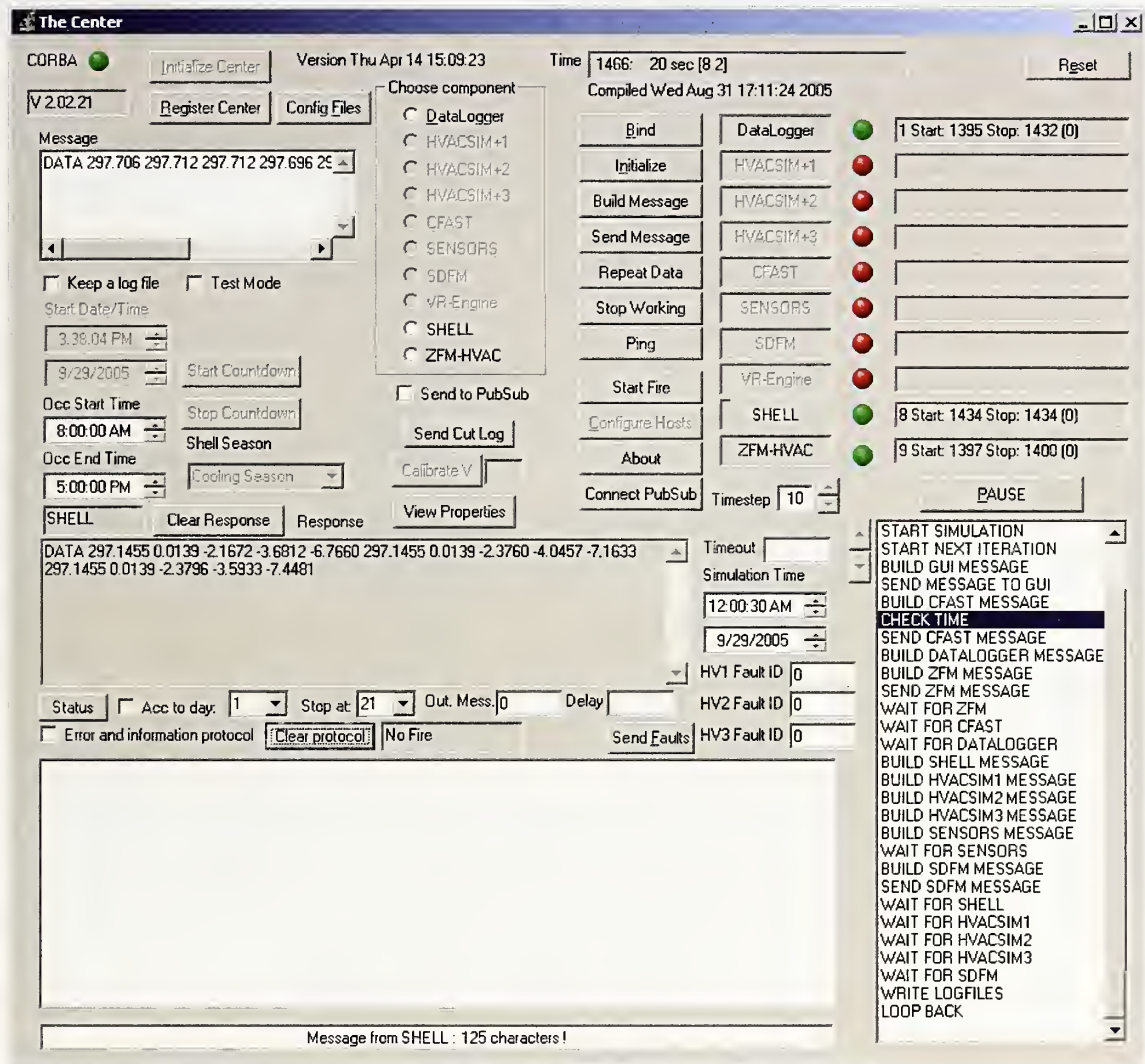 The Center
CORBA
Initialize Center
Version Thu Apr 14 15:09:23
Time
1466: 20 sec [8 2]
Reset
V 2.02.21
Register Center
Config Files
Compiled Wed Aug 31 17:11:24 2005
Message
DATA 297.706 297.712 297.712 297.696 29
Keep a log file
Test Mode
Start Date/Time
3:38:04 PM
9/29/2005
Start Countdown
Occ Start Time
8:00:00 AM
Stop Countdown
Occ End Time
5:00:00 PM
Shell Season
Cooling Season
Choose component
DataLogger
HVACSIM+1
HVACSIM+2
HVACSIM+3
CFAST
SENSORS
SDFM
VR-Engine
SHELL
ZFM-HVAC
Send to PubSub
Send Cut Log
Calibrate V
View Properties
Bind
Initialize
Build Message
Send Message
Repeat Data
Stop Working
Ping
Start Fire
Configure Hosts
About
Connect PubSub
Timestep
10
DataLogger
1 Start: 1395 Stop: 1432 (0)
HVACSIM+1
HVACSIM+2
HVACSIM+3
CFAST
SENSORS
SDFM
VR-Engine
SHELL
8 Start: 1434 Stop: 1434 (0)
ZFM-HVAC
9 Start: 1397 Stop: 1400 (0)
PAUSE
SHELL
Clear Response
Response
DATA 297.1455 0.0139 -2.1672 -3.6812 -6.7660 297.1455 0.0139 -2.3760 -4.0457 -7.1633
297.1455 0.0139 -2.3796 -3.5933 -7.4481
Timeout
Simulation Time
12:00:30 AM
9/29/2005
HV1 Fault ID 0
HV2 Fault ID 0
HV3 Fault ID 0
Status
Acc to day:
1
Stop at:
21
Out. Mess.
0
Delay
Error and information protocol
Clear protocol
No Fire
Send Faults
START SIMULATION
START NEXT ITERATION
BUILD GUI MESSAGE
SEND MESSAGE TO GUI
BUILD CFAST MESSAGE
CHECK TIME
SEND CFAST MESSAGE
BUILD DATALOGGER MESSAGE
BUILD ZFM MESSAGE
SEND ZFM MESSAGE
WAIT FOR ZFM
WAIT FOR CFAST
WAIT FOR DATALOGGER
BUILD SHELL MESSAGE
BUILD HVACSIM1 MESSAGE
BUILD HVACSIM2 MESSAGE
BUILD HVACSIM3 MESSAGE
BUILD SENSORS MESSAGE
WAIT FOR SENSORS
BUILD SDFM MESSAGE
SEND SDFM MESSAGE
WAIT FOR SHELL
WAIT FOR HVACSIM1
WAIT FOR HVACSIM2
WAIT FOR HVACSIM3
WAIT FOR SDFM
WRITE LOGFILES
LOOP BACK
Message from SHELL : 125 characters !